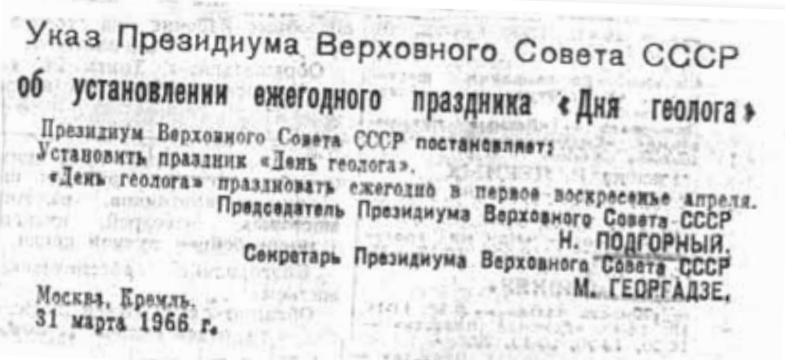 Указ Президиума Верховного Совета СССР
об установлении ежегодного праздника «Дня геолога»
Президиум Верховного Совета СССР постановляет:
Установить праздник «День геолога».
«День геолога» праздновать ежегодно в первое воскресенье апреля.
Председатель Президиума Верховного Совета СССР
Н. ПОДГОРНЫЙ.
Секретарь Президиума Верховного Совета СССР
М. ГЕОРГАДЗЕ.
Москва, Кремль.
31 марта 1966 г.